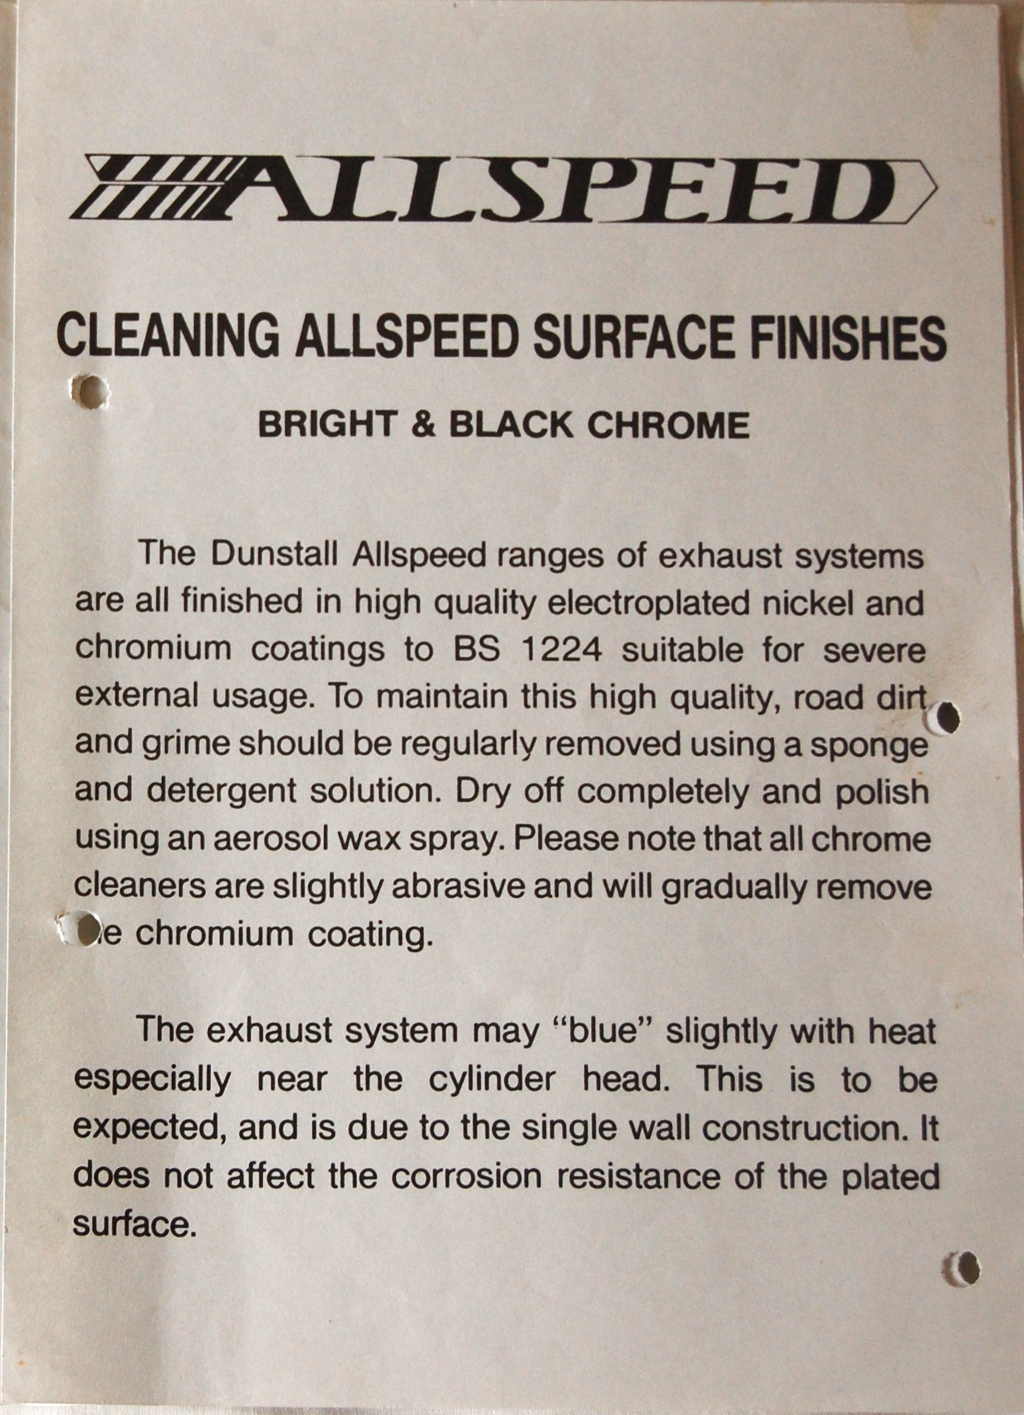 ALLSPEED
CLEANING ALLSPEED SURFACE FINISHES
BRIGHT & BLACK CHROME
The Dunstall Allspeed ranges of exhaust systems
are all finished in high quality electroplated nickel and
chromium coatings to BS 1224 suitable for severe
external usage. To maintain this high quality, road dirt
and grime should be regularly removed using a sponge
and detergent solution. Dry off completely and polish
using an aerosol wax spray. Please note that all chrome
cleaners are slightly abrasive and will gradually remove
chromium coating.
The exhaust system may “blue” slightly with heat
especially near the cylinder head. This is to be
expected, and is due to the single wall construction. It
does not affect the corrosion resistance of the plated
surface.